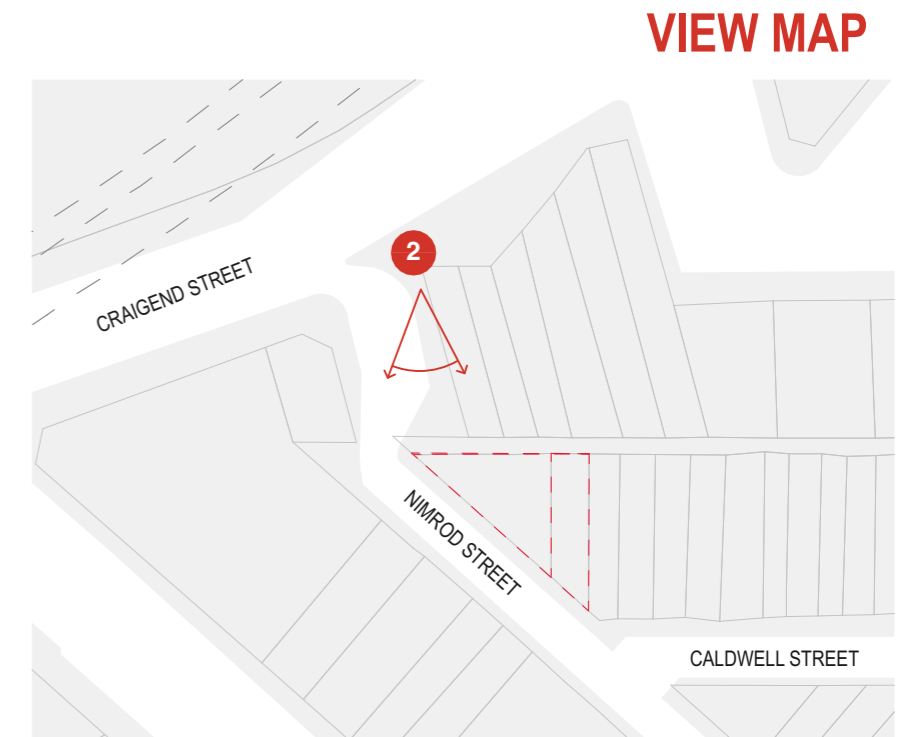 VIEW MAP
2
CRAIGEND STREET
NIMROD STREET
CALDWELL STREET